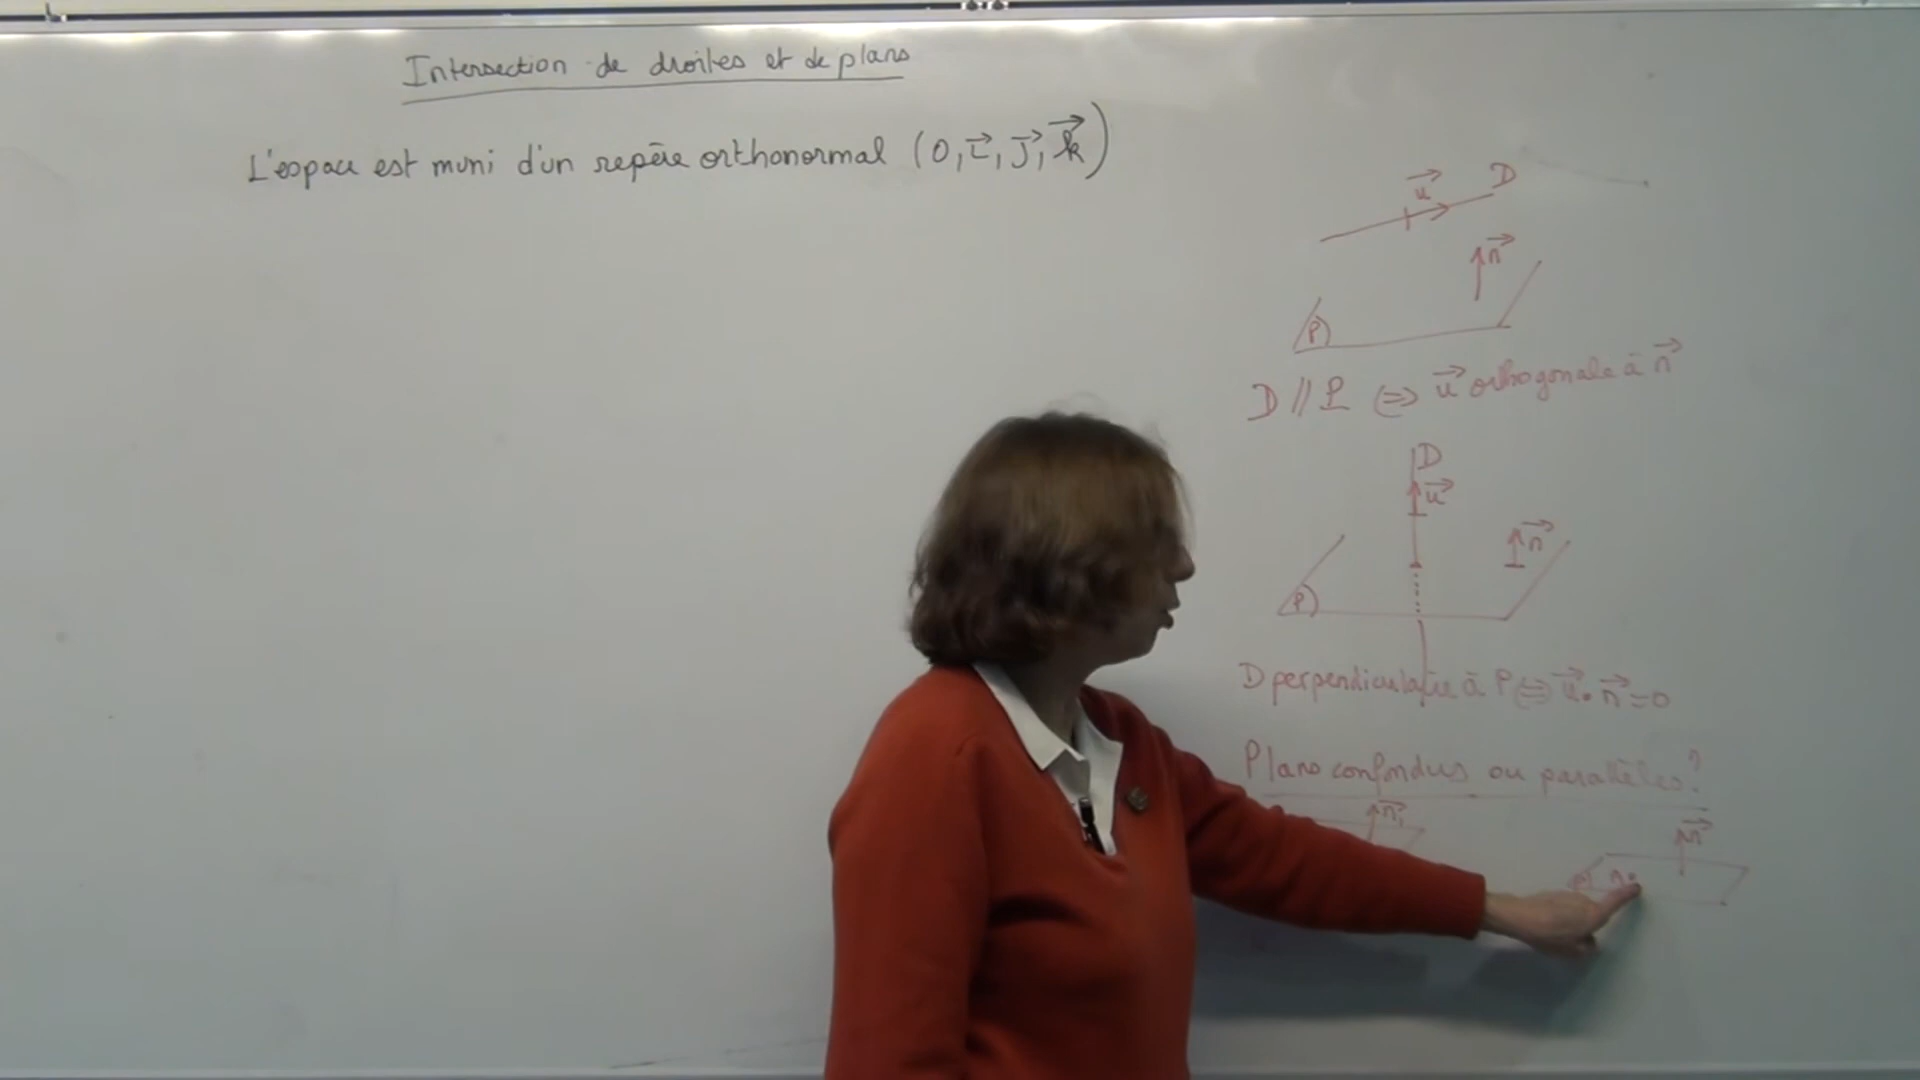 Intersection de droites et de plans
L'espace est muni d'un repère orthonormal (O, i⃗, j⃗, k⃗)
u⃗ D
n⃗
P
D // P ⇔ u⃗ orthogonale à n⃗
D
u⃗
n⃗
P
D perpendiculaire à P ⇔ u⃗ . n⃗ = 0
Plans confondus ou parallèles ?
n⃗₁
n⃗